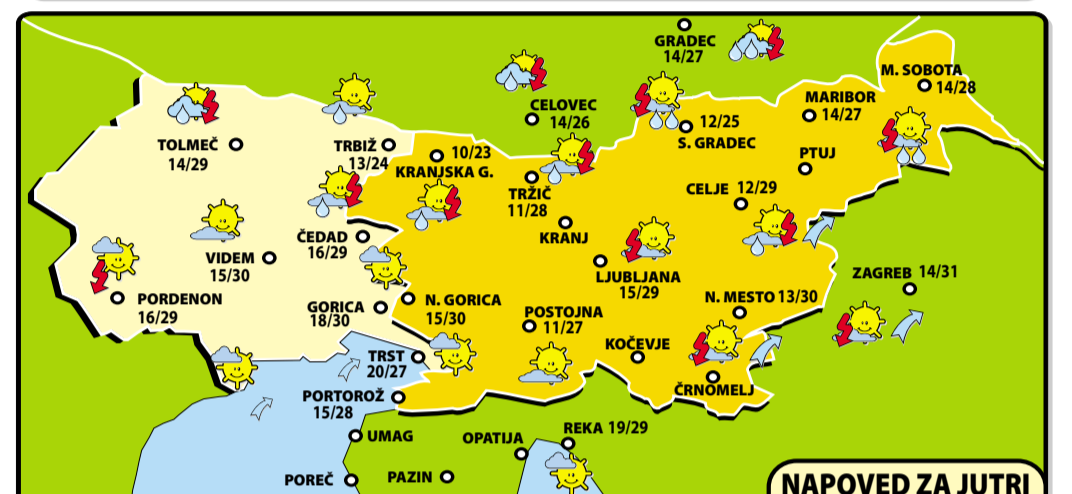 GRADEC
14/27
M. SOBOTA
14/28
CELOVEC
14/26
MARIBOR
14/27
12/25
S. GRADEC
TOLMEČ
14/29
TRBIŽ
13/24
10/23
KRANJSKA G.
PTUJ
TRŽIČ
11/28
CELJE 12/29
KRANJ
ČEDAD
16/29
VIDEM
15/30
LJUBLJANA
15/29
ZAGREB 14/31
PORDENON
16/29
GORICA
18/30
N. GORICA
15/30
N. MESTO 13/30
POSTOJNA
11/27
KOČEVJE
TRST
20/27
ČRNOMELJ
PORTOROŽ
15/28
UMAG
OPATIJA
REKA 19/29
POREČ
PAZIN
NAPOVED ZA JUTRI